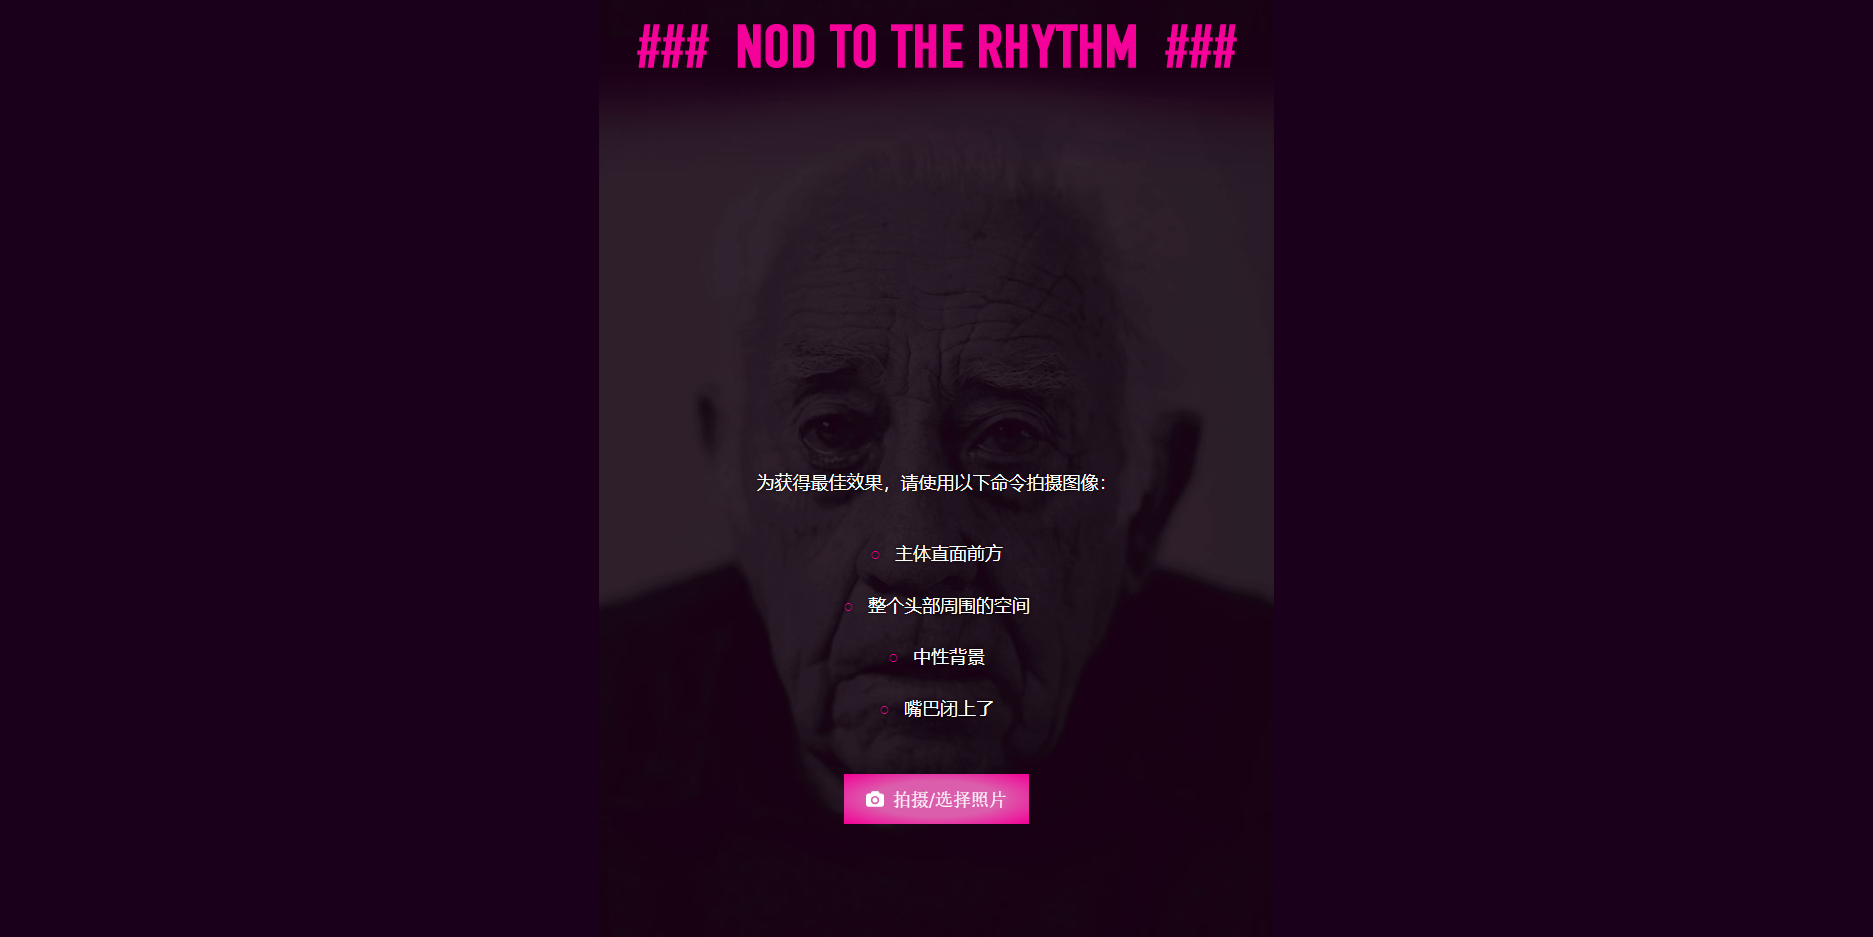 ### NOD TO THE RHYTHM ###
为获得最佳效果，请使用以下命令拍摄图像：
○ 主体直面前方
○ 整个头部周围的空间
○ 中性背景
○ 嘴巴闭上了
拍摄/选择照片